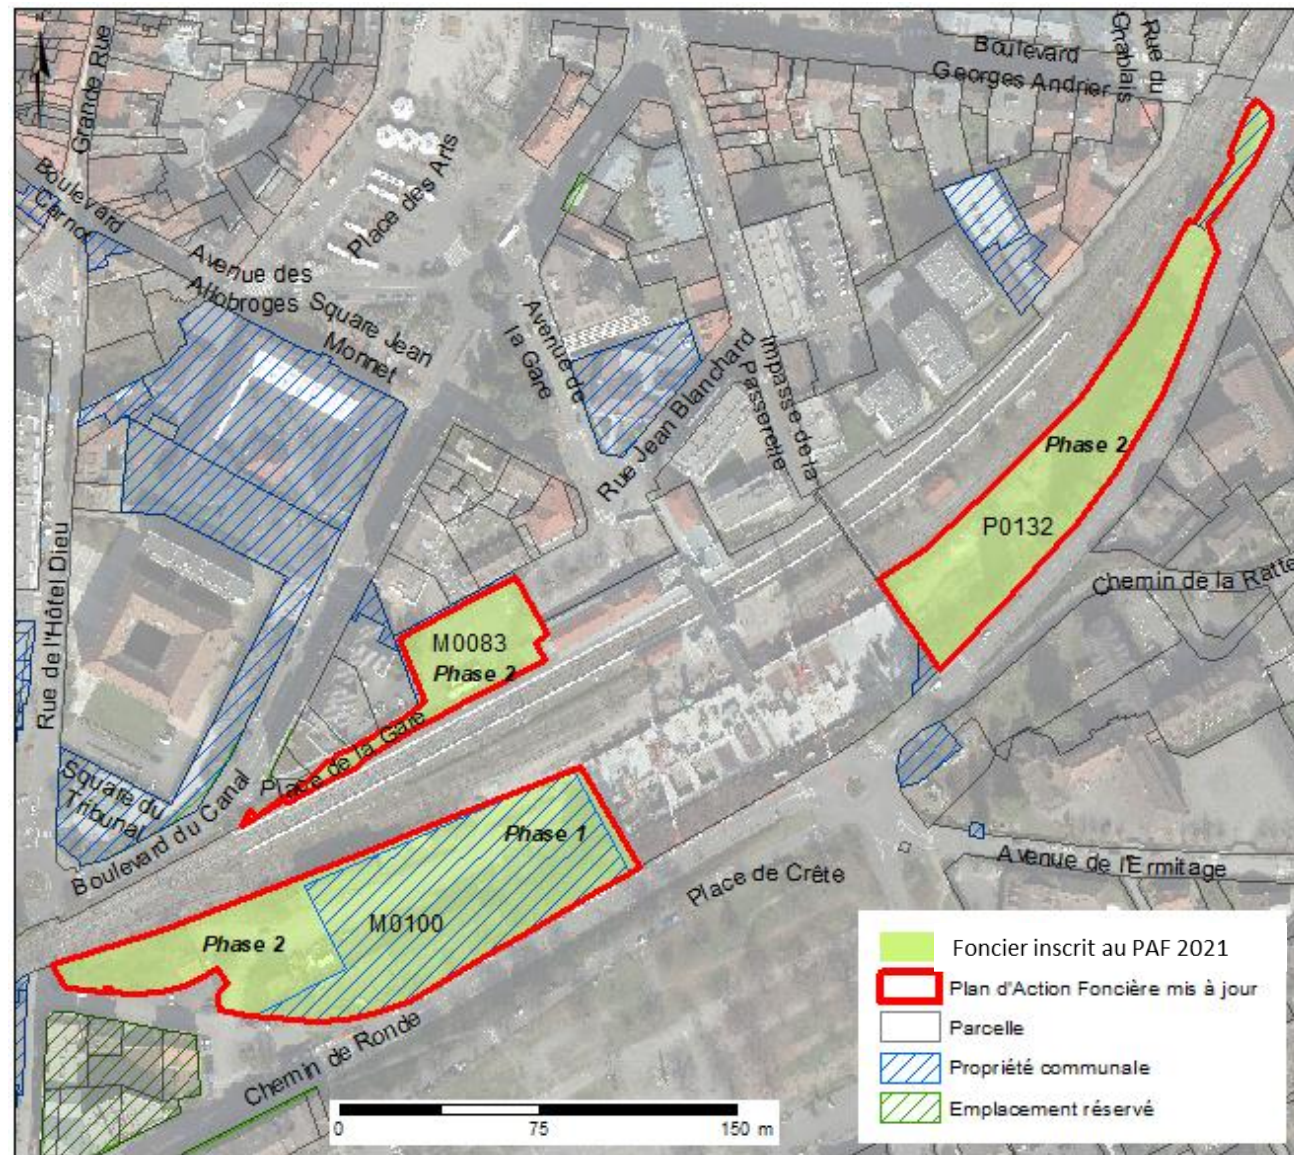 Grande Rue
Boulevard
Carnot
Avenue des
Allobroges
Square Jean
Monnet
Place des Arts
Avenue de
la Gare
Rue Jean Blanchard
Impasse de la
Passerelle
Boulevard
Georges Andrier
Rue du
Chablais
Phase 2
P0132
Chemin de la Ratte
M0083
Phase 2
Place de la Gare
Rue de l'Hôtel Dieu
Square du
Tribunal
Boulevard du Canal
Phase 1
M0100
Phase 2
Place de Crête
Avenue de l'Ermitage
Chemin de Ronde
0 75 150 m
Foncier inscrit au PAF 2021
Plan d'Action Foncière mis à jour
Parcelle
Propriété communale
Emplacement réservé